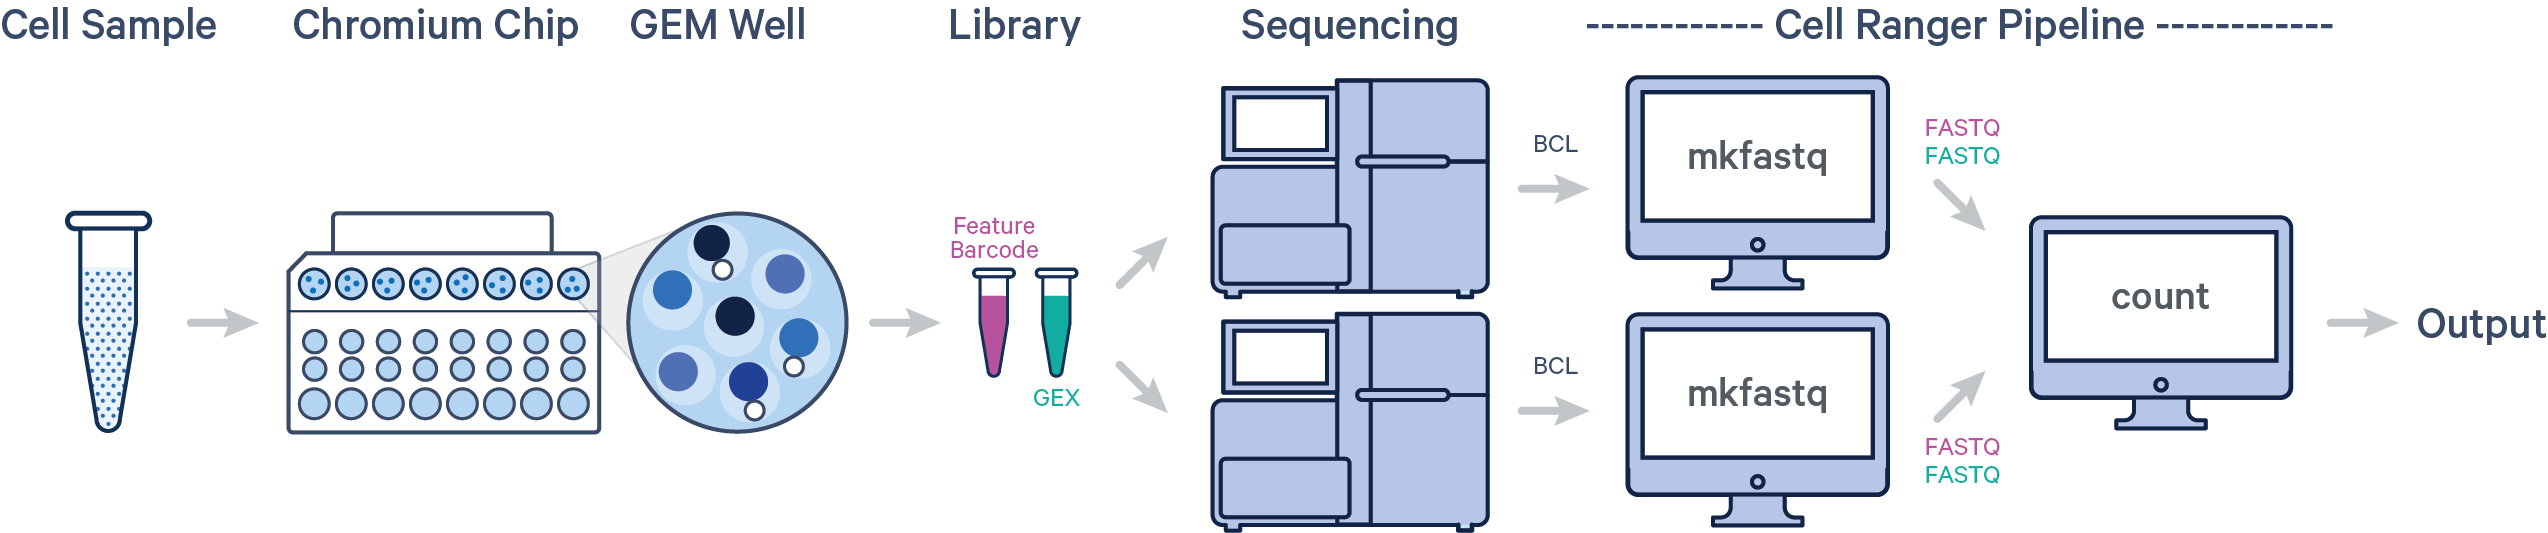 Cell Sample
Chromium Chip
GEM Well
Library
Sequencing
Cell Ranger Pipeline
Feature
Barcode
GEX
BCL
mkfastq
FASTQ
FASTQ
BCL
mkfastq
FASTQ
FASTQ
count
Output